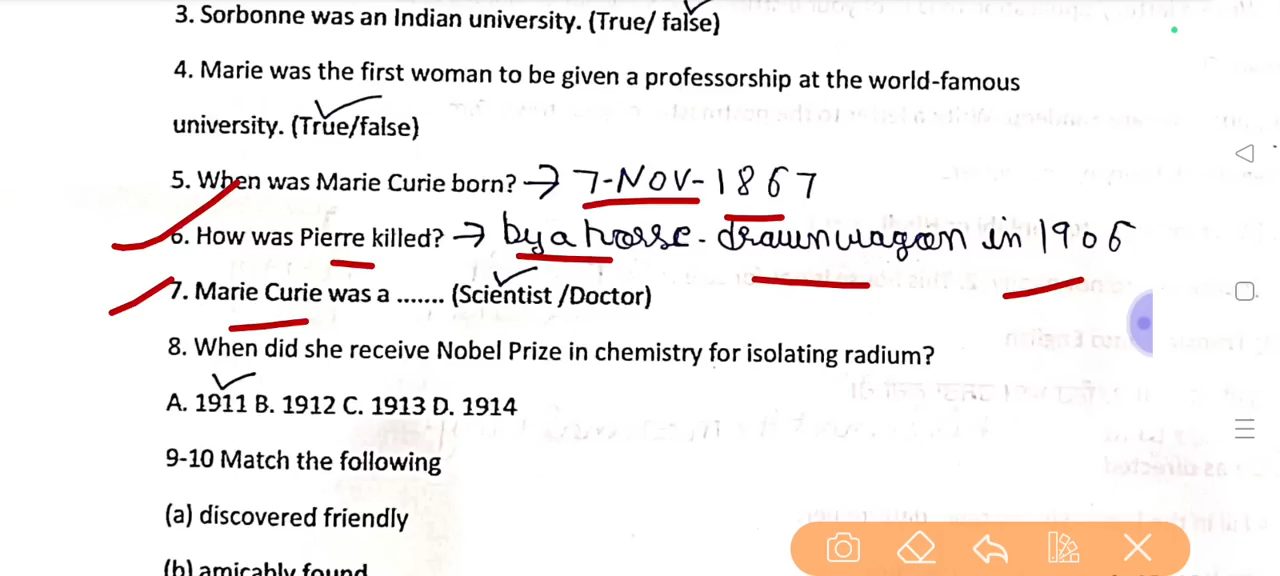 3. Sorbonne was an Indian university. (True/ false)
4. Marie was the first woman to be given a professorship at the world-famous
university. (True/false)
5. When was Marie Curie born? → 7-NOV-1867
6. How was Pierre killed? → by a horse-drawn wagon in 1906
7. Marie Curie was a ....... (Scientist /Doctor)
8. When did she receive Nobel Prize in chemistry for isolating radium?
A. 1911 B. 1912 C. 1913 D. 1914
9-10 Match the following
(a) discovered friendly
(b) amicably found